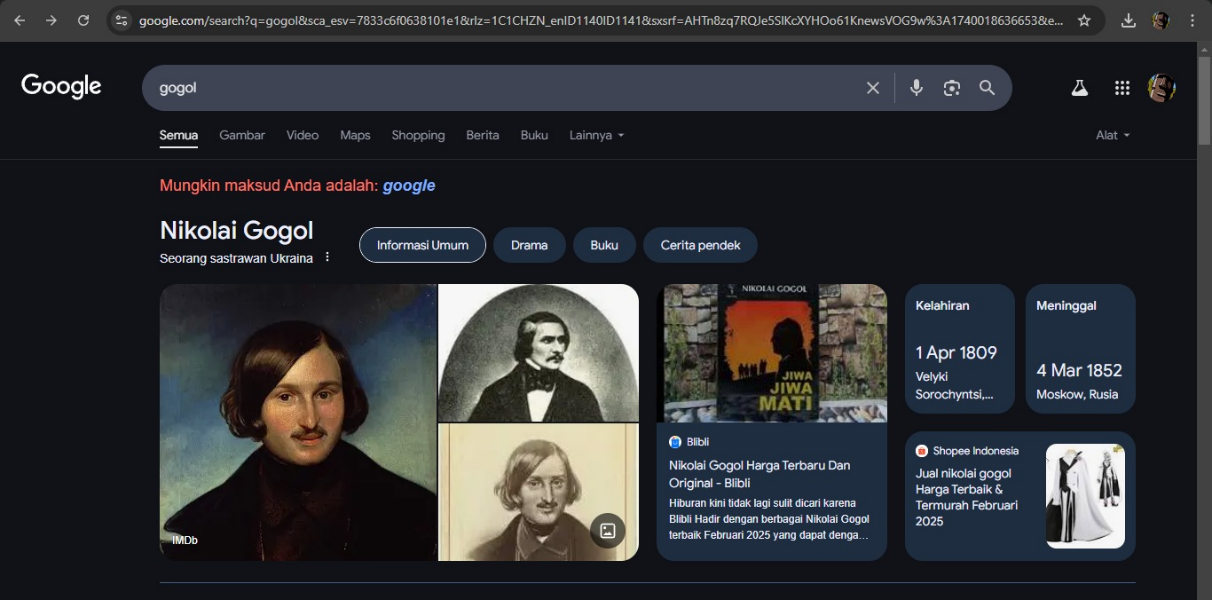 google.com/search?q=gogol&sca_esv=7833c6f0638101e1&rlz=1C1CHZN_enID1140ID1141&sxsrf=AHTn8zq7RQJe5SlKcXYHOo61KnewsVOG9w%3A1740018636653&e...
Google
gogol
Semua Gambar Video Maps Shopping Berita Buku Lainnya Alat
Mungkin maksud Anda adalah: google
Nikolai Gogol
Seorang sastrawan Ukraina
Informasi Umum Drama Buku Cerita pendek
IMDb
NIKOLAI GOGOL
JIWA
JIWA
MATI
Blibli
Nikolai Gogol Harga Terbaru Dan
Original - Blibli
Hiburan kini tidak lagi sulit dicari karena
Blibli Hadir dengan berbagai Nikolai Gogol
terbaik Februari 2025 yang dapat denga...
Kelahiran
1 Apr 1809
Velyki
Sorochyntsi,...
Meninggal
4 Mar 1852
Moskow, Rusia
Shopee Indonesia
Jual nikolai gogol
Harga Terbaik &
Termurah Februari
2025